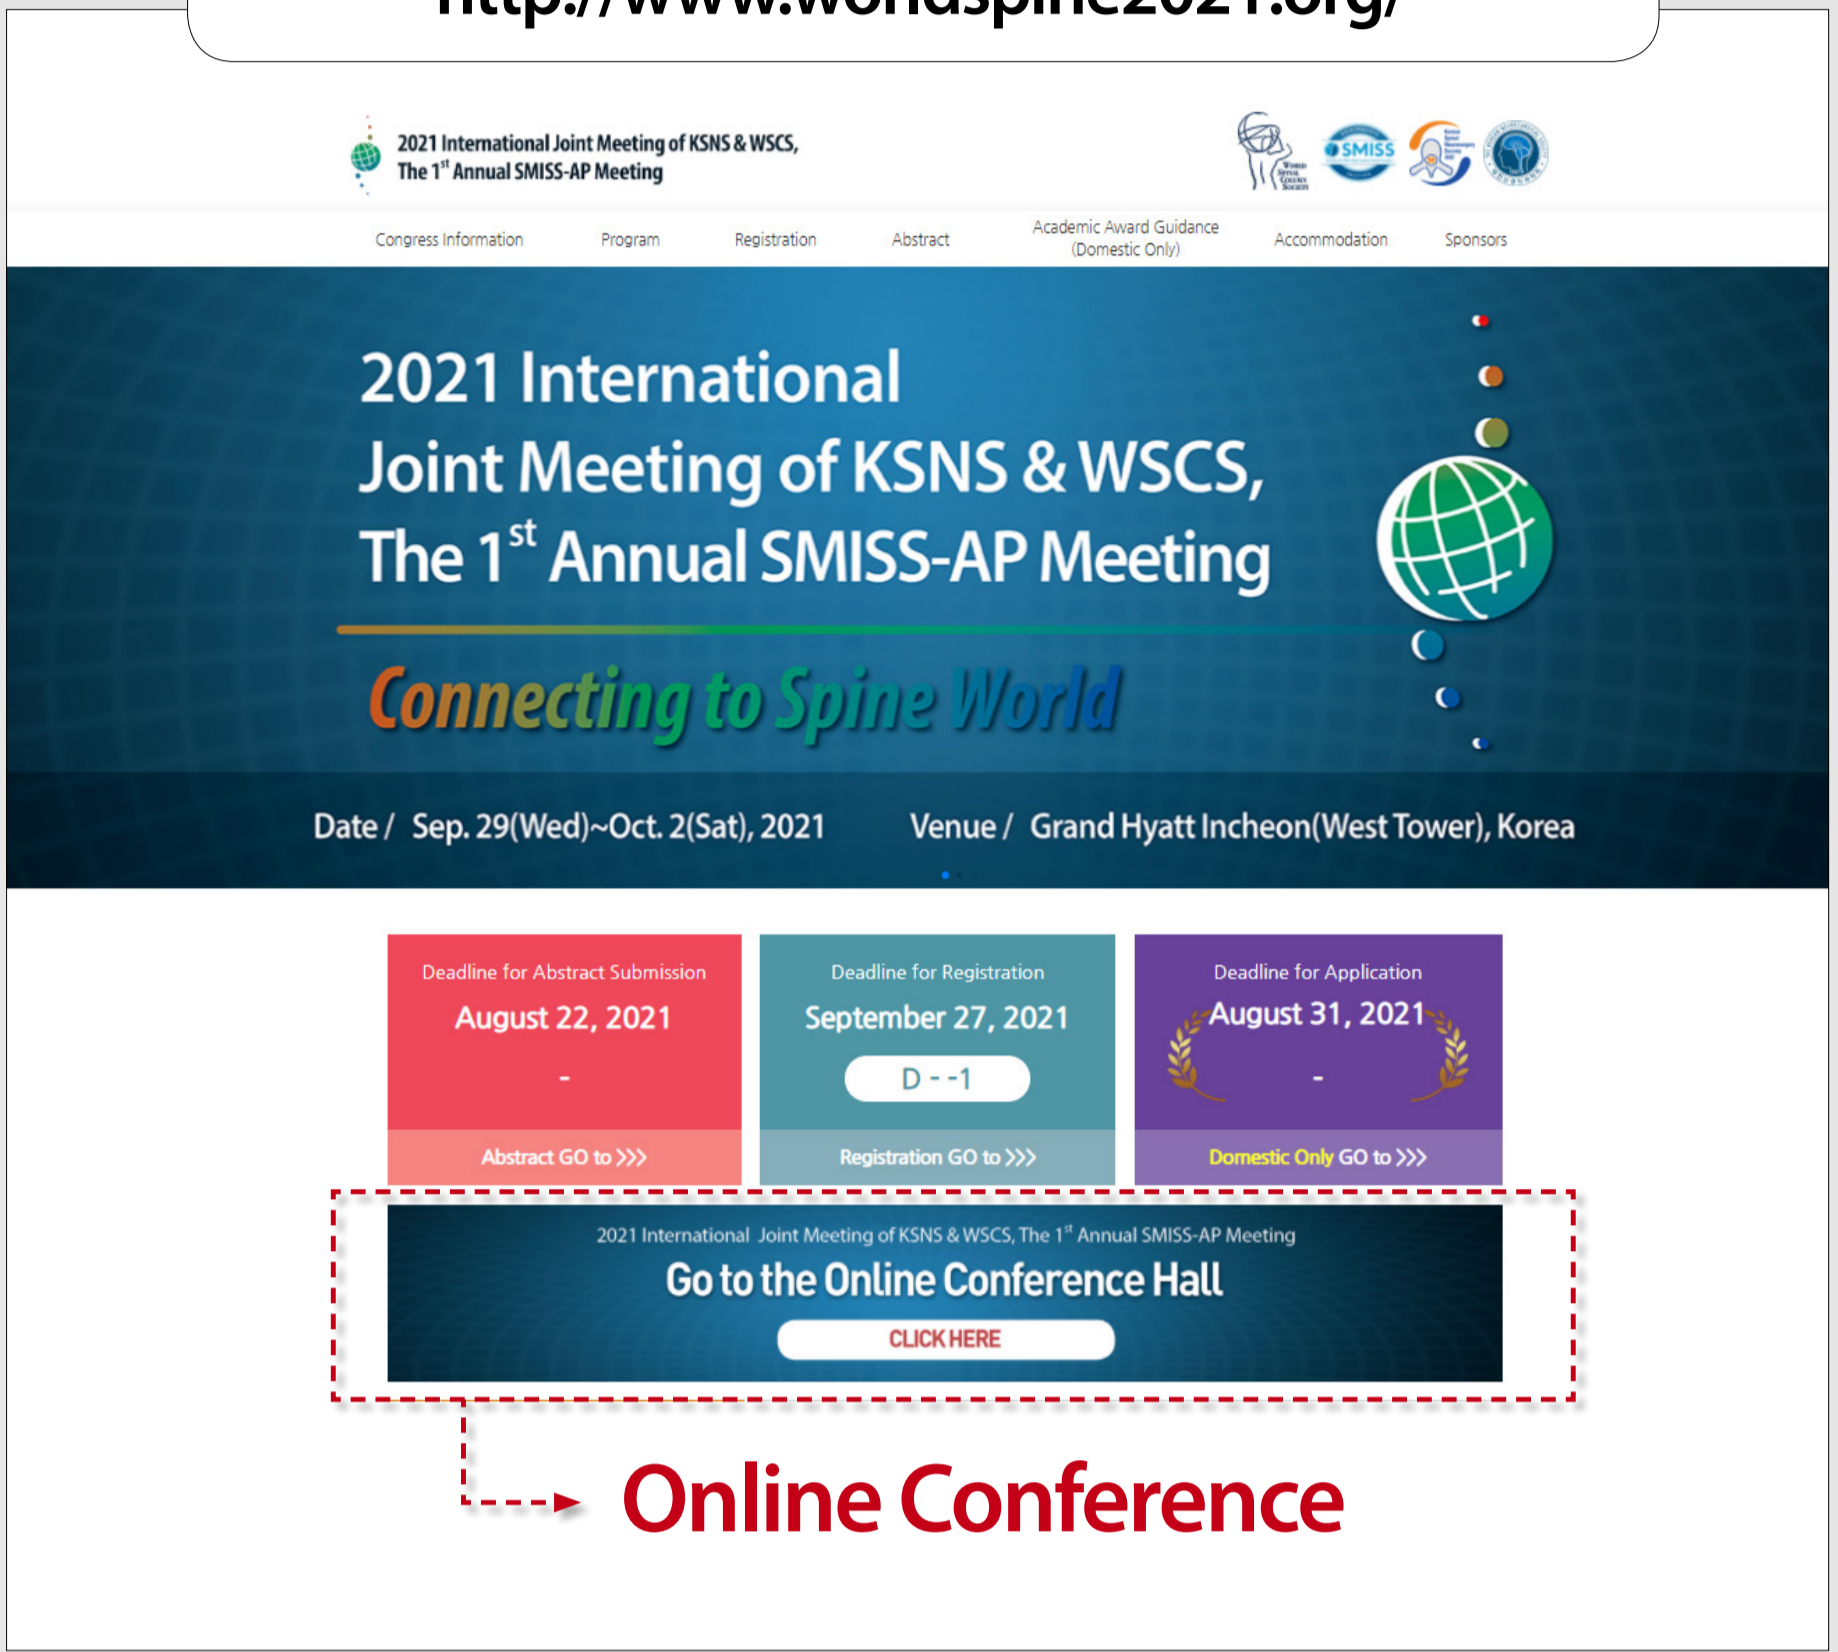 http://www.worldspine2021.org/
2021 International Joint Meeting of KSNS & WSCS,
The 1st Annual SMISS-AP Meeting
World
Spinal
Column
Society
SMISS
Congress Information
Program
Registration
Abstract
Academic Award Guidance
(Domestic Only)
Accommodation
Sponsors
2021 International
Joint Meeting of KSNS & WSCS,
The 1st Annual SMISS-AP Meeting
Connecting to Spine World
Date / Sep. 29(Wed)~Oct. 2(Sat), 2021
Venue / Grand Hyatt Incheon(West Tower), Korea
Deadline for Abstract Submission
August 22, 2021
-
Abstract GO to >>>
Deadline for Registration
September 27, 2021
D - -1
Registration GO to >>>
Deadline for Application
August 31, 2021
-
Domestic Only GO to >>>
2021 International Joint Meeting of KSNS & WSCS, The 1st Annual SMISS-AP Meeting
Go to the Online Conference Hall
CLICK HERE
Online Conference